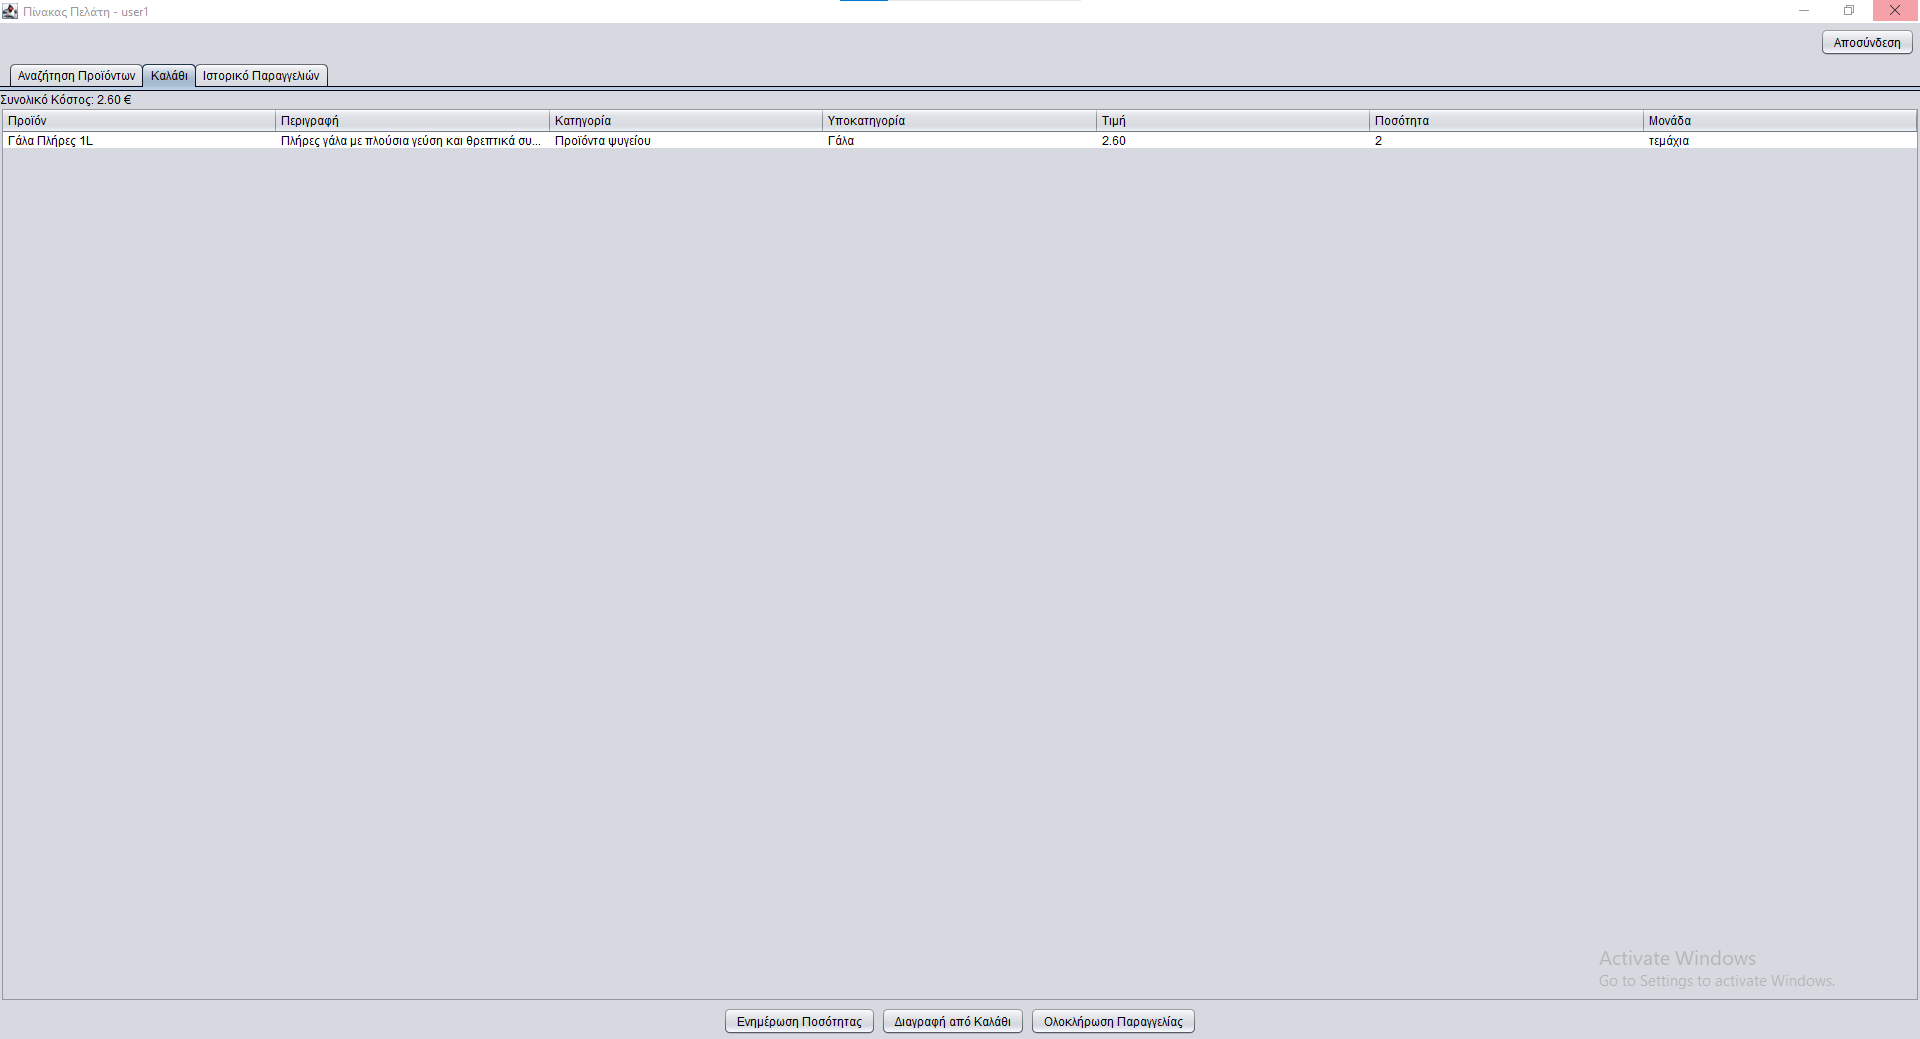 Πίνακας Πελάτη - user1
Αποσύνδεση
Αναζήτηση Προϊόντων Καλάθι Ιστορικό Παραγγελιών
Συνολικό Κόστος: 2.60 €
Προϊόν Περιγραφή Κατηγορία Υποκατηγορία Τιμή Ποσότητα Μονάδα
Γάλα Πλήρες 1L Πλήρες γάλα με πλούσια γεύση και θρεπτικά συ... Προϊόντα ψυγείου Γάλα 2.60 2 τεμάχια
Activate Windows
Go to Settings to activate Windows.
Ενημέρωση Ποσότητας Διαγραφή από Καλάθι Ολοκλήρωση Παραγγελίας